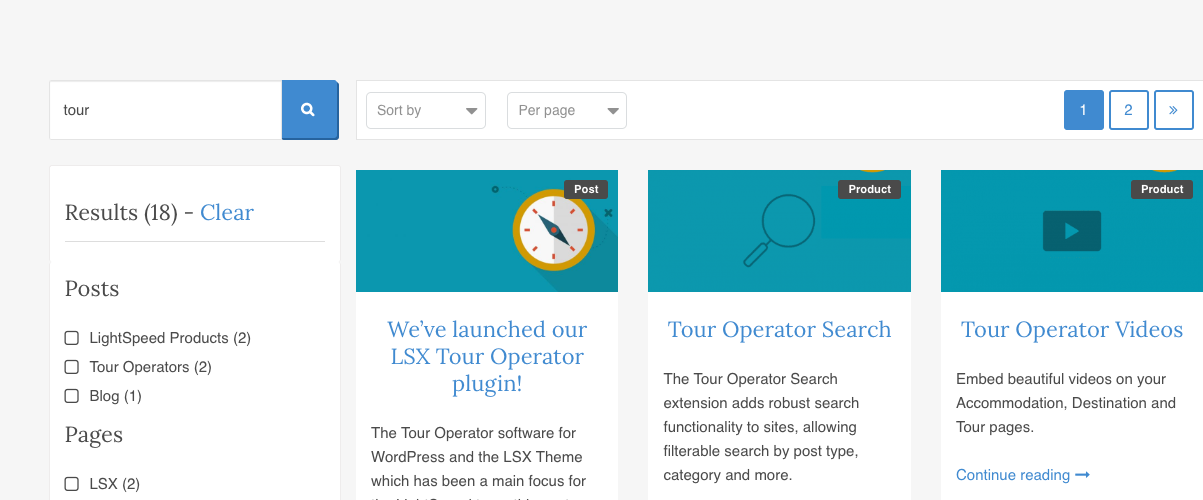 tour
Sort by
Per page
1
2
»
Results (18) - Clear
Posts
LightSpeed Products (2)
Tour Operators (2)
Blog (1)
Pages
LSX (2)
Post
We’ve launched our
LSX Tour Operator
plugin!
The Tour Operator software for
WordPress and the LSX Theme
which has been a main focus for
Product
Tour Operator Search
The Tour Operator Search
extension adds robust search
functionality to sites, allowing
filterable search by post type,
category and more.
Product
Tour Operator Videos
Embed beautiful videos on your
Accommodation, Destination and
Tour pages.
Continue reading